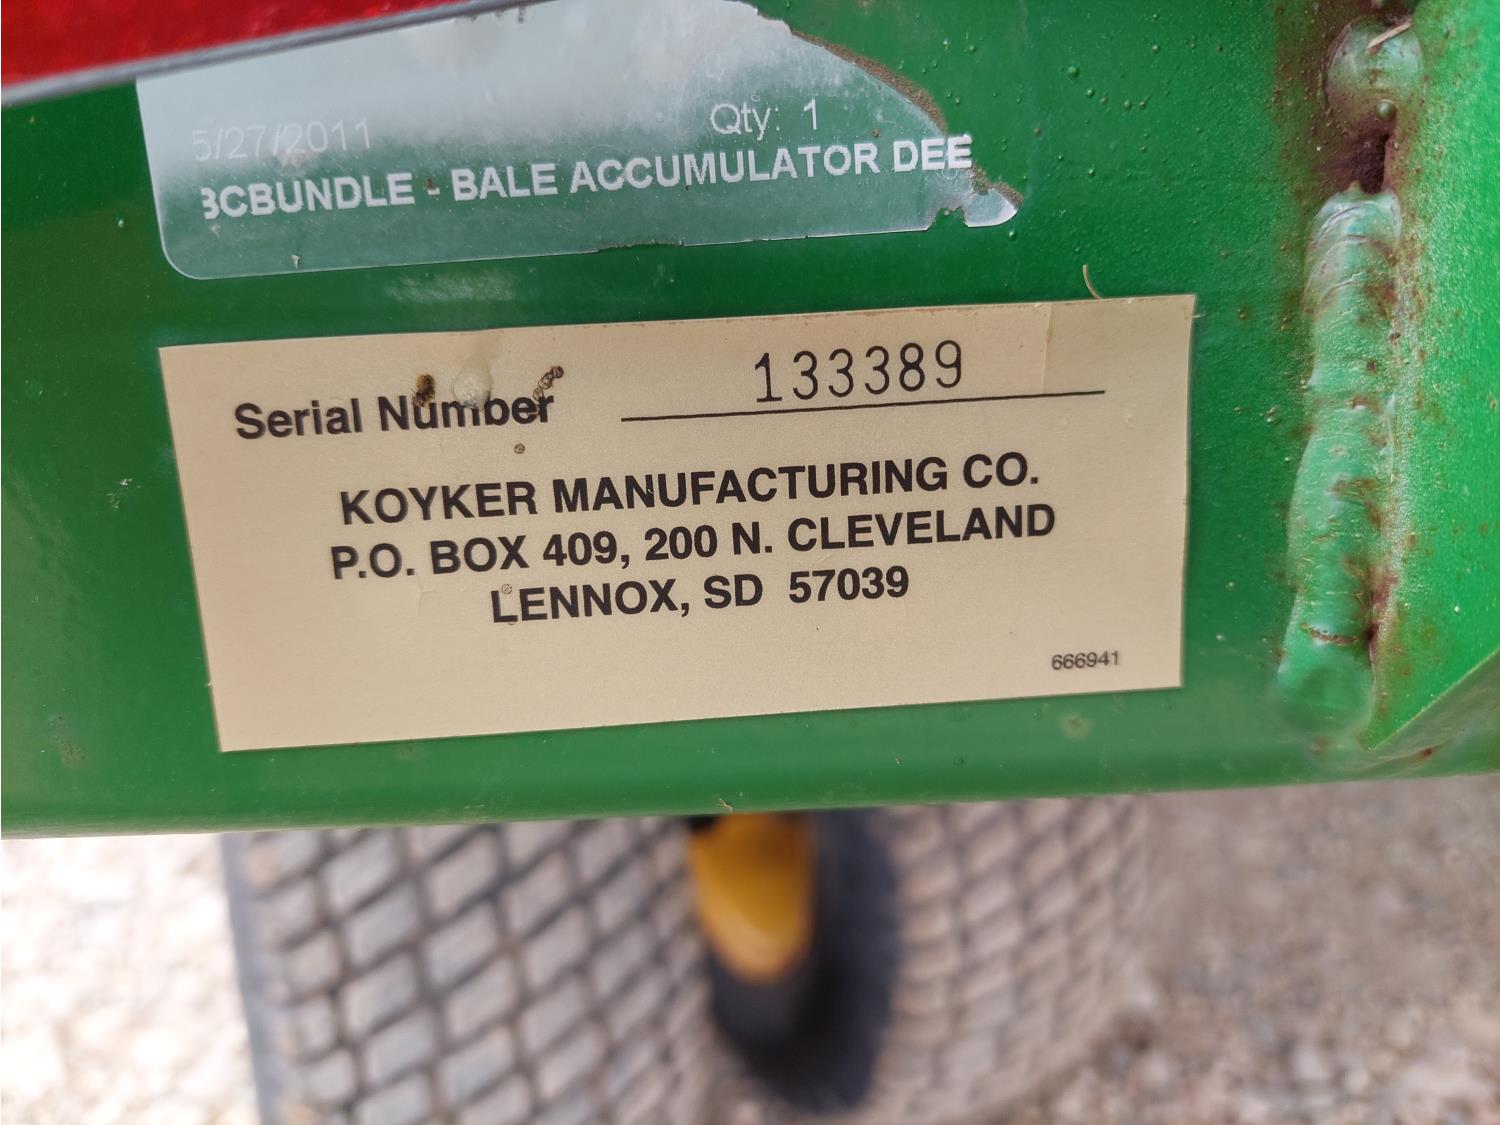 5/27/2011 Qty: 1
BCBUNDLE - BALE ACCUMULATOR DEE
Serial Number 133389
KOYKER MANUFACTURING CO.
P.O. BOX 409, 200 N. CLEVELAND
LENNOX, SD 57039
666941